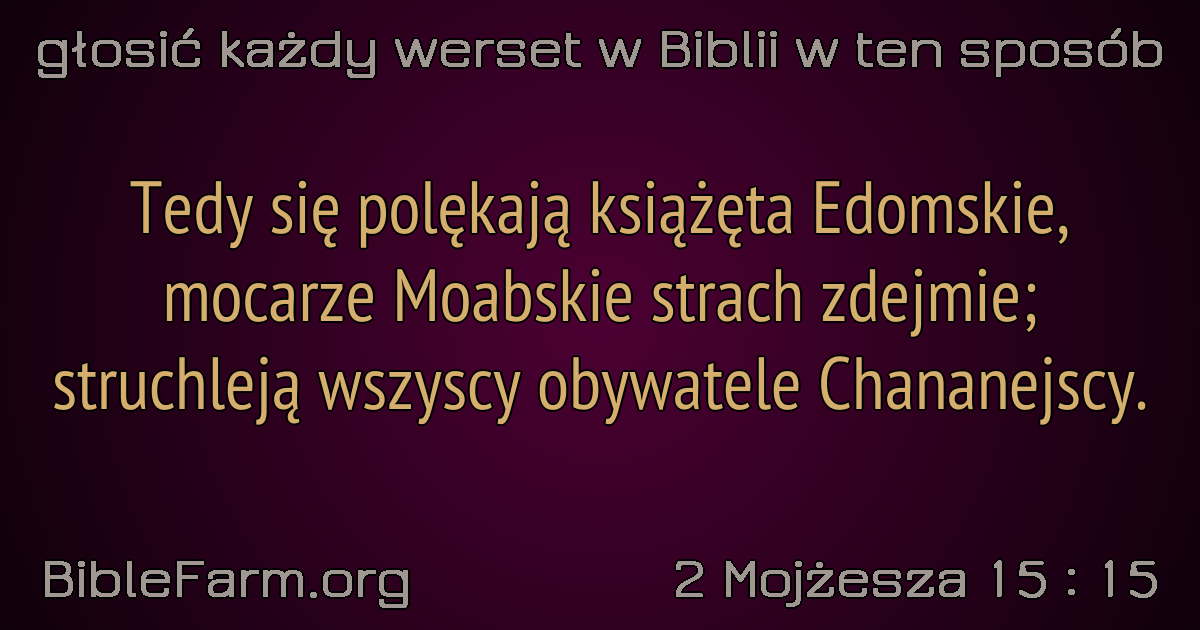 głosić każdy werset w Biblii w ten sposób
Tedy się polękają książęta Edomskie,
mocarze Moabskie strach zdejmie;
struchleją wszyscy obywatele Chananejscy.
BibleFarm.org
2 Mojżesza 15 : 15